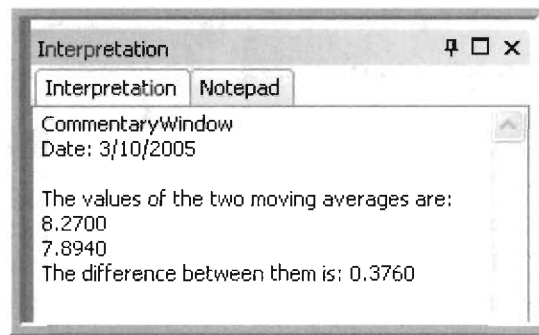 Interpretation
Interpretation Notepad
CommentaryWindow
Date: 3/10/2005
The values of the two moving averages are:
8.2700
7.8940
The difference between them is: 0.3760